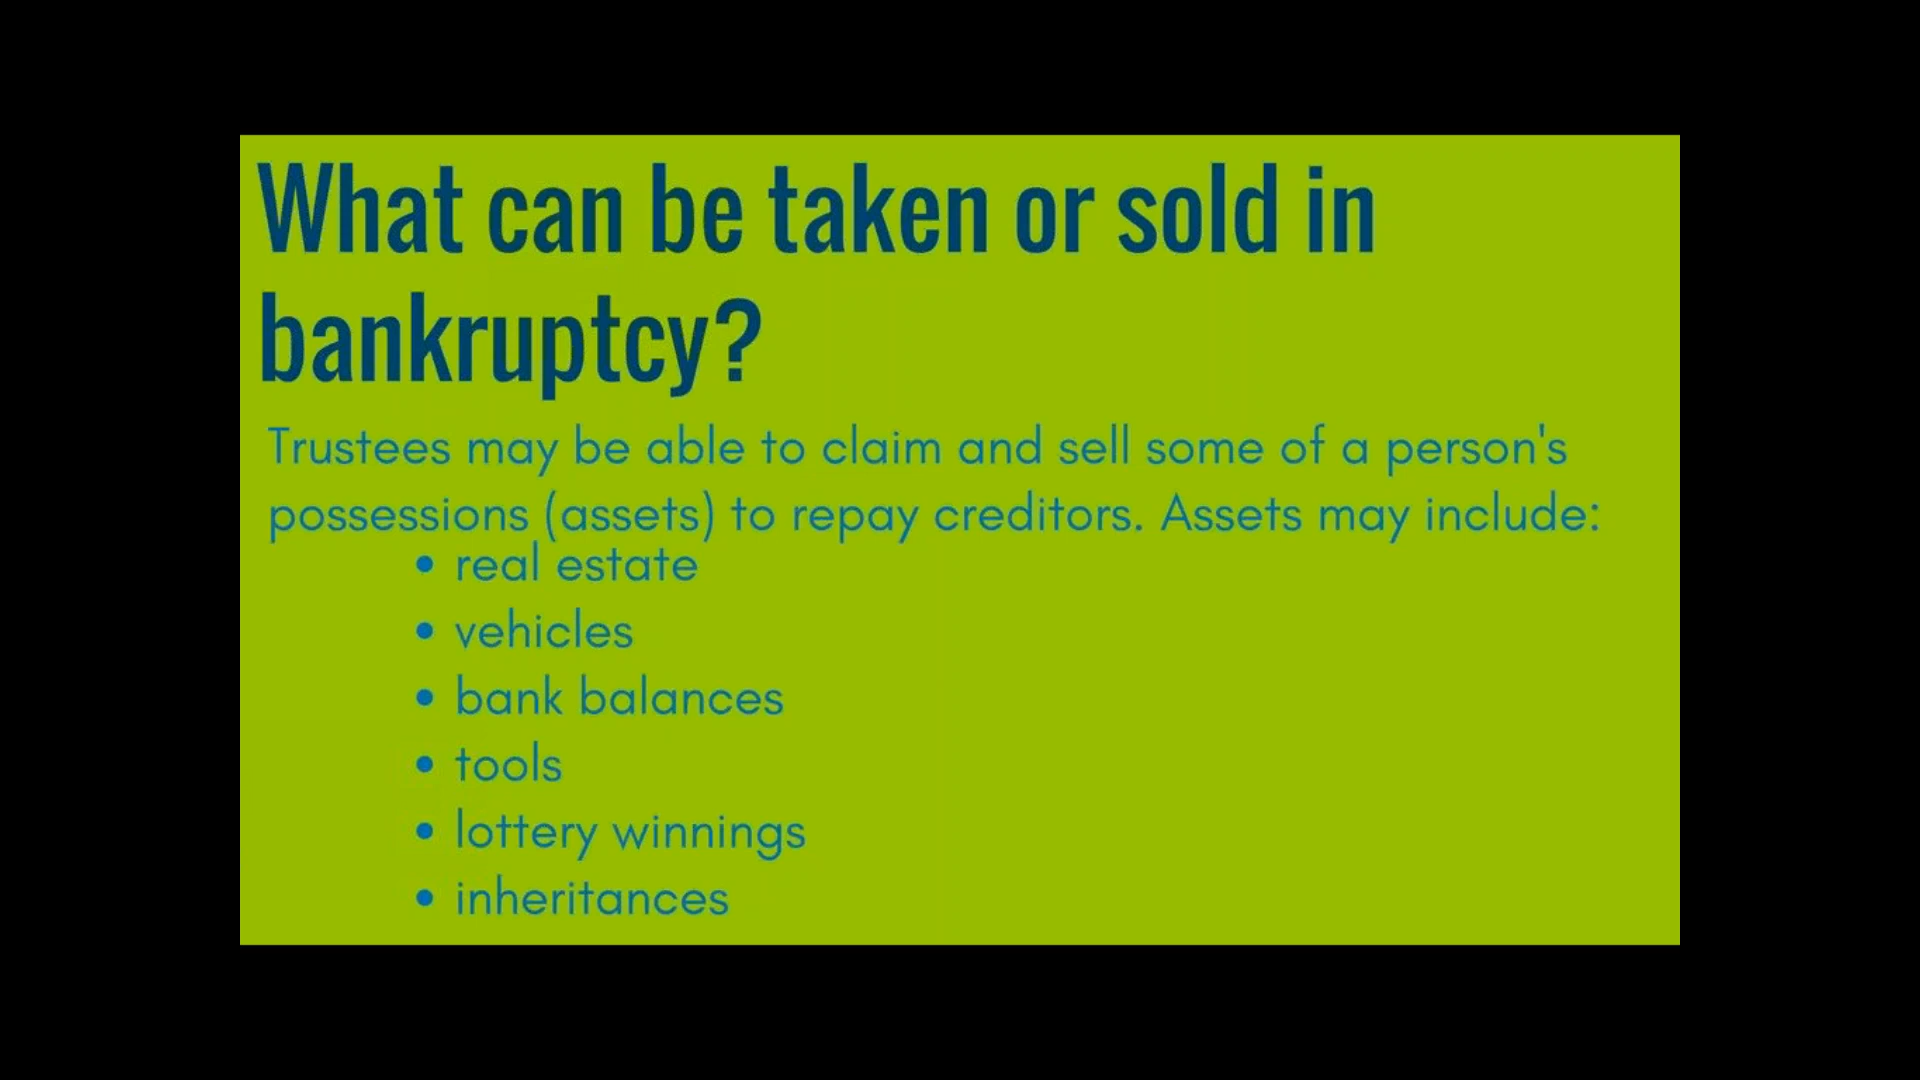 What can be taken or sold in
bankruptcy?
Trustees may be able to claim and sell some of a person's
possessions (assets) to repay creditors. Assets may include:
• real estate
• vehicles
• bank balances
• tools
• lottery winnings
• inheritances